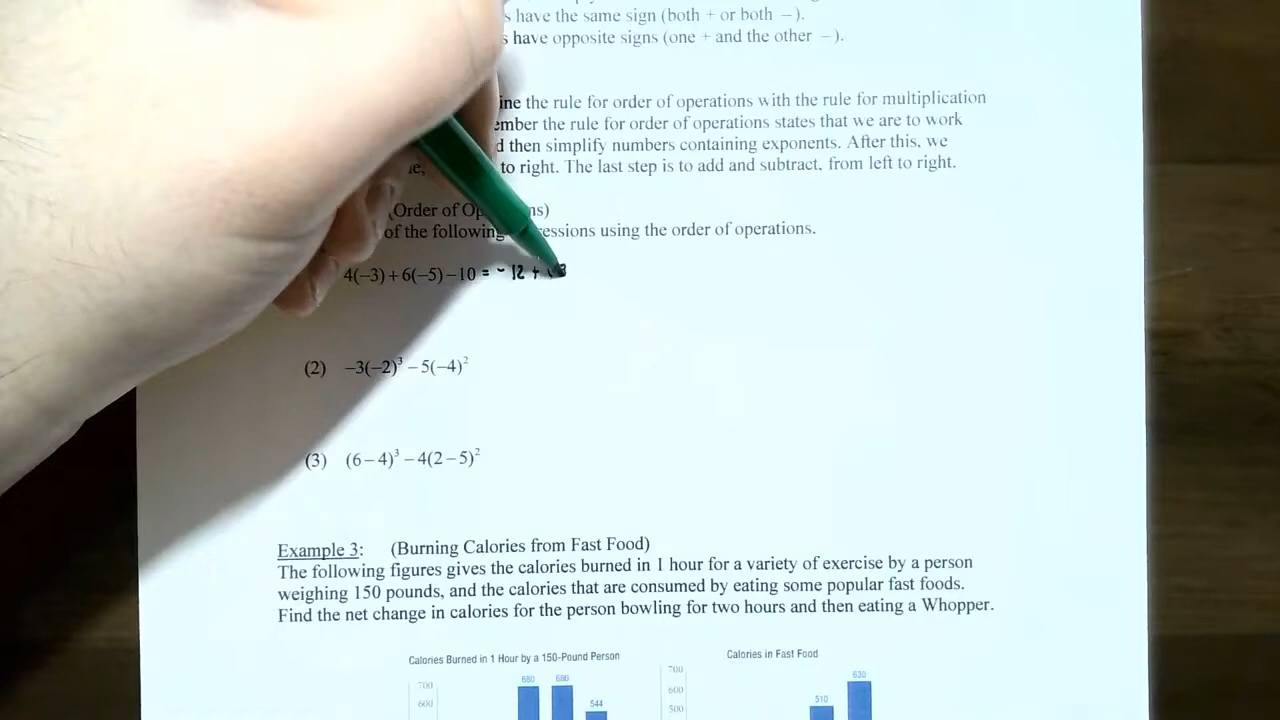 s have the same sign (both + or both −).
s have opposite signs (one + and the other −).
ine the rule for order of operations with the rule for multiplication
ember the rule for order of operations states that we are to work
d then simplify numbers containing exponents. After this, we
to right. The last step is to add and subtract, from left to right.
(Order of Op ns)
of the following essions using the order of operations.
4(−3)+6(−5)−10 = - 12 + (
(2) −3(−2)³ − 5(−4)²
(3) (6−4)³ − 4(2−5)²
Example 3: (Burning Calories from Fast Food)
The following figures gives the calories burned in 1 hour for a variety of exercise by a person
weighing 150 pounds, and the calories that are consumed by eating some popular fast foods.
Find the net change in calories for the person bowling for two hours and then eating a Whopper.
Calories Burned in 1 Hour by a 150-Pound Person
700
600
680
680
544
Calories in Fast Food
700
600
500
510
630